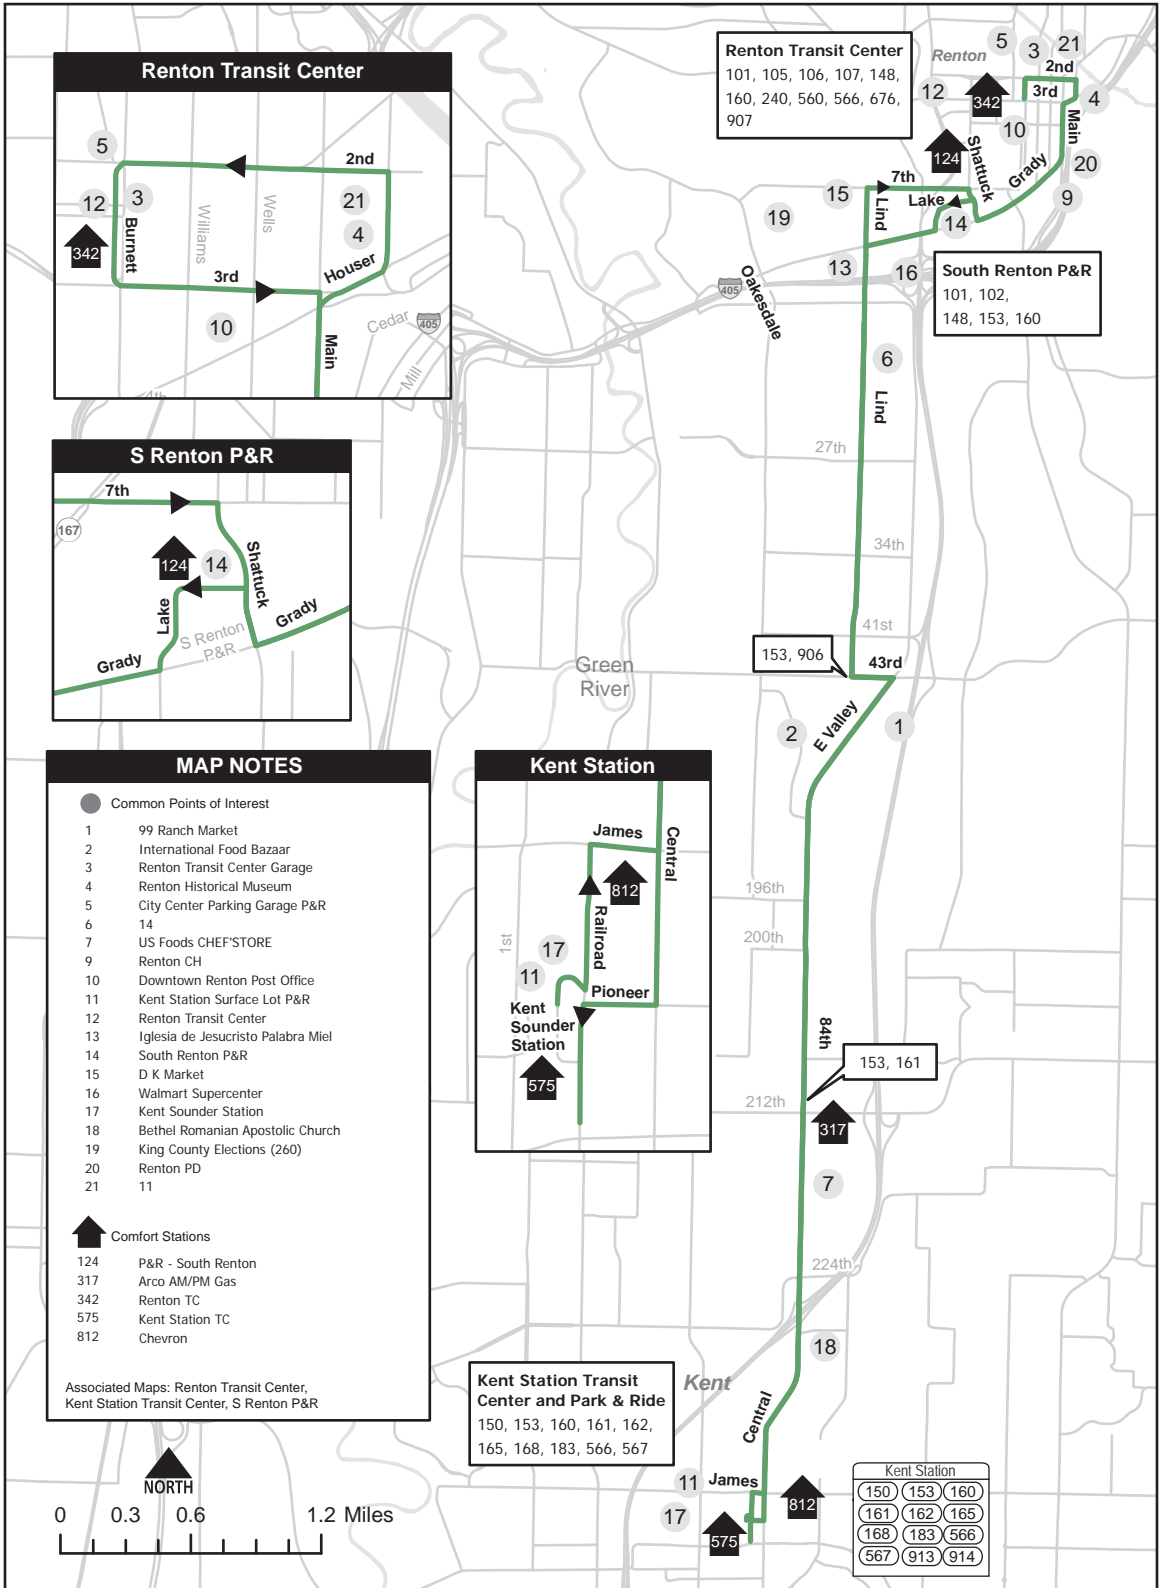 Renton Transit Center
5
2nd
12
3
21
4
342
Burnett
Williams
Wells
Houser
3rd
10
Main
Cedar
405
Mill
4th
Renton Transit Center
101, 105, 106, 107, 148,
160, 240, 560, 566, 676,
907
Renton
5
3
21
2nd
12
342
3rd
4
10
Main
124
Shattuck
Grady
20
7th
15
Lake
9
Lind
14
19
13
16
405
Oakesdale
South Renton P&R
101, 102,
148, 153, 160
6
Lind
27th
34th
41st
153, 906
43rd
Green
River
2
E Valley
1
S Renton P&R
7th
167
124
14
Shattuck
Lake
S Renton
P&R
Grady
Grady
MAP NOTES
Common Points of Interest
1 99 Ranch Market
2 International Food Bazaar
3 Renton Transit Center Garage
4 Renton Historical Museum
5 City Center Parking Garage P&R
6 14
7 US Foods CHEF'STORE
9 Renton CH
10 Downtown Renton Post Office
11 Kent Station Surface Lot P&R
12 Renton Transit Center
13 Iglesia de Jesucristo Palabra Miel
14 South Renton P&R
15 D K Market
16 Walmart Supercenter
17 Kent Sounder Station
18 Bethel Romanian Apostolic Church
19 King County Elections (260)
20 Renton PD
21 11
Comfort Stations
124 P&R - South Renton
317 Arco AM/PM Gas
342 Renton TC
575 Kent Station TC
812 Chevron
Associated Maps: Renton Transit Center,
Kent Station Transit Center, S Renton P&R
Kent Station
James
Central
812
1st
Railroad
17
11
Pioneer
Kent
Sounder
Station
575
196th
200th
84th
153, 161
212th
317
7
224th
18
Kent Station Transit
Center and Park & Ride
150, 153, 160, 161, 162,
165, 168, 183, 566, 567
Kent
Central
11
James
17
812
575
Kent Station
150 153 160
161 162 165
168 183 566
567 913 914
NORTH
0 0.3 0.6 1.2 Miles